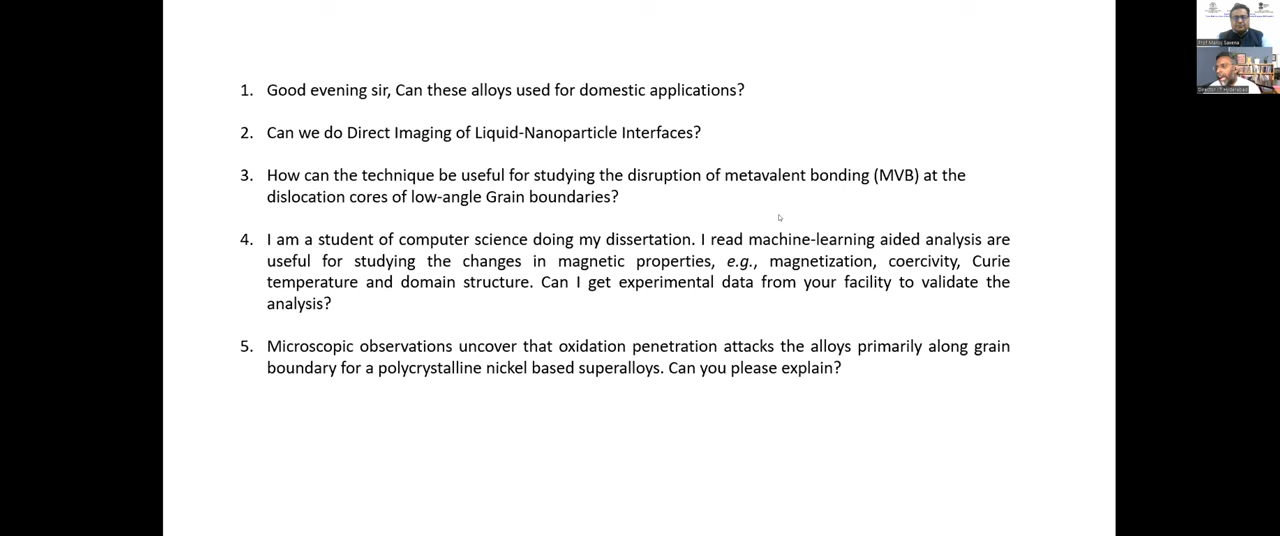 1. Good evening sir, Can these alloys used for domestic applications?
2. Can we do Direct Imaging of Liquid-Nanoparticle Interfaces?
3. How can the technique be useful for studying the disruption of metavalent bonding (MVB) at the
dislocation cores of low-angle Grain boundaries?
4. I am a student of computer science doing my dissertation. I read machine-learning aided analysis are
useful for studying the changes in magnetic properties, e.g., magnetization, coercivity, Curie
temperature and domain structure. Can I get experimental data from your facility to validate the
analysis?
5. Microscopic observations uncover that oxidation penetration attacks the alloys primarily along grain
boundary for a polycrystalline nickel based superalloys. Can you please explain?
Prof Manoj Saxena
Hyderabad